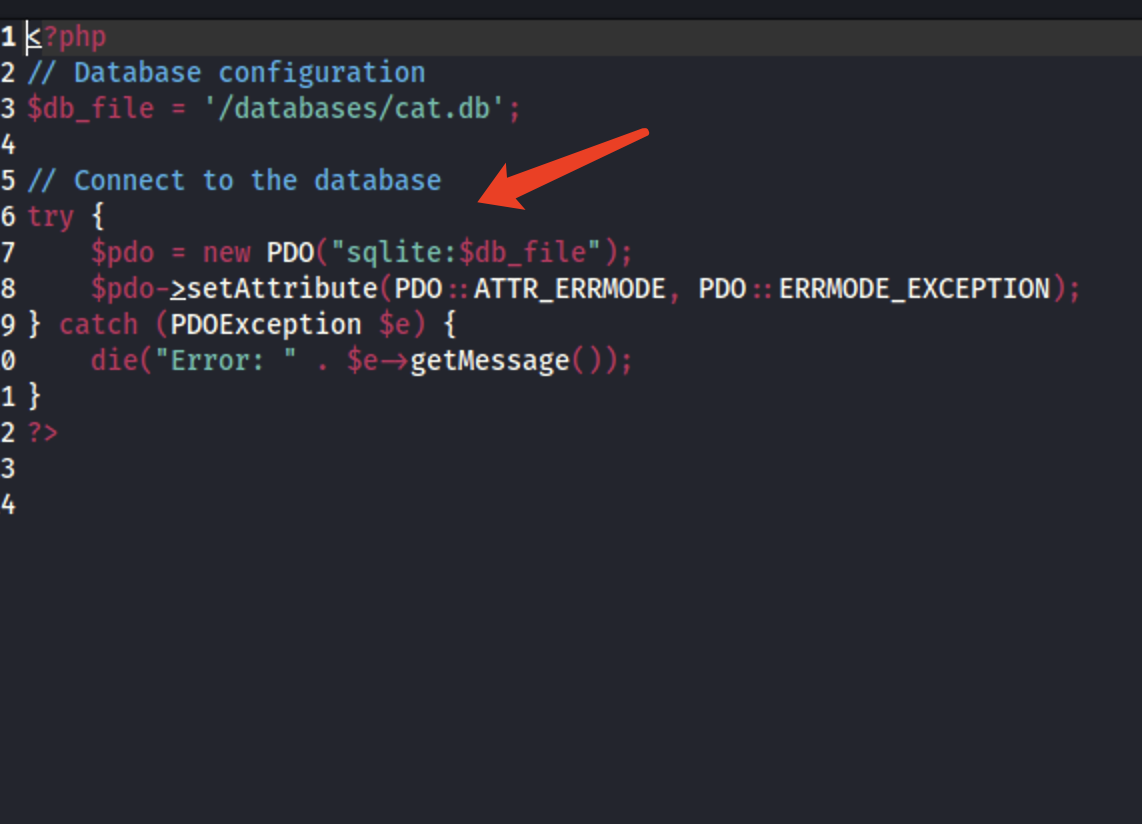 1 <?php
2 // Database configuration
3 $db_file = '/databases/cat.db';
4
5 // Connect to the database
6 try {
7     $pdo = new PDO("sqlite:$db_file");
8     $pdo->setAttribute(PDO::ATTR_ERRMODE, PDO::ERRMODE_EXCEPTION);
9 } catch (PDOException $e) {
0     die("Error: " . $e->getMessage());
1 }
2 ?>
3
4